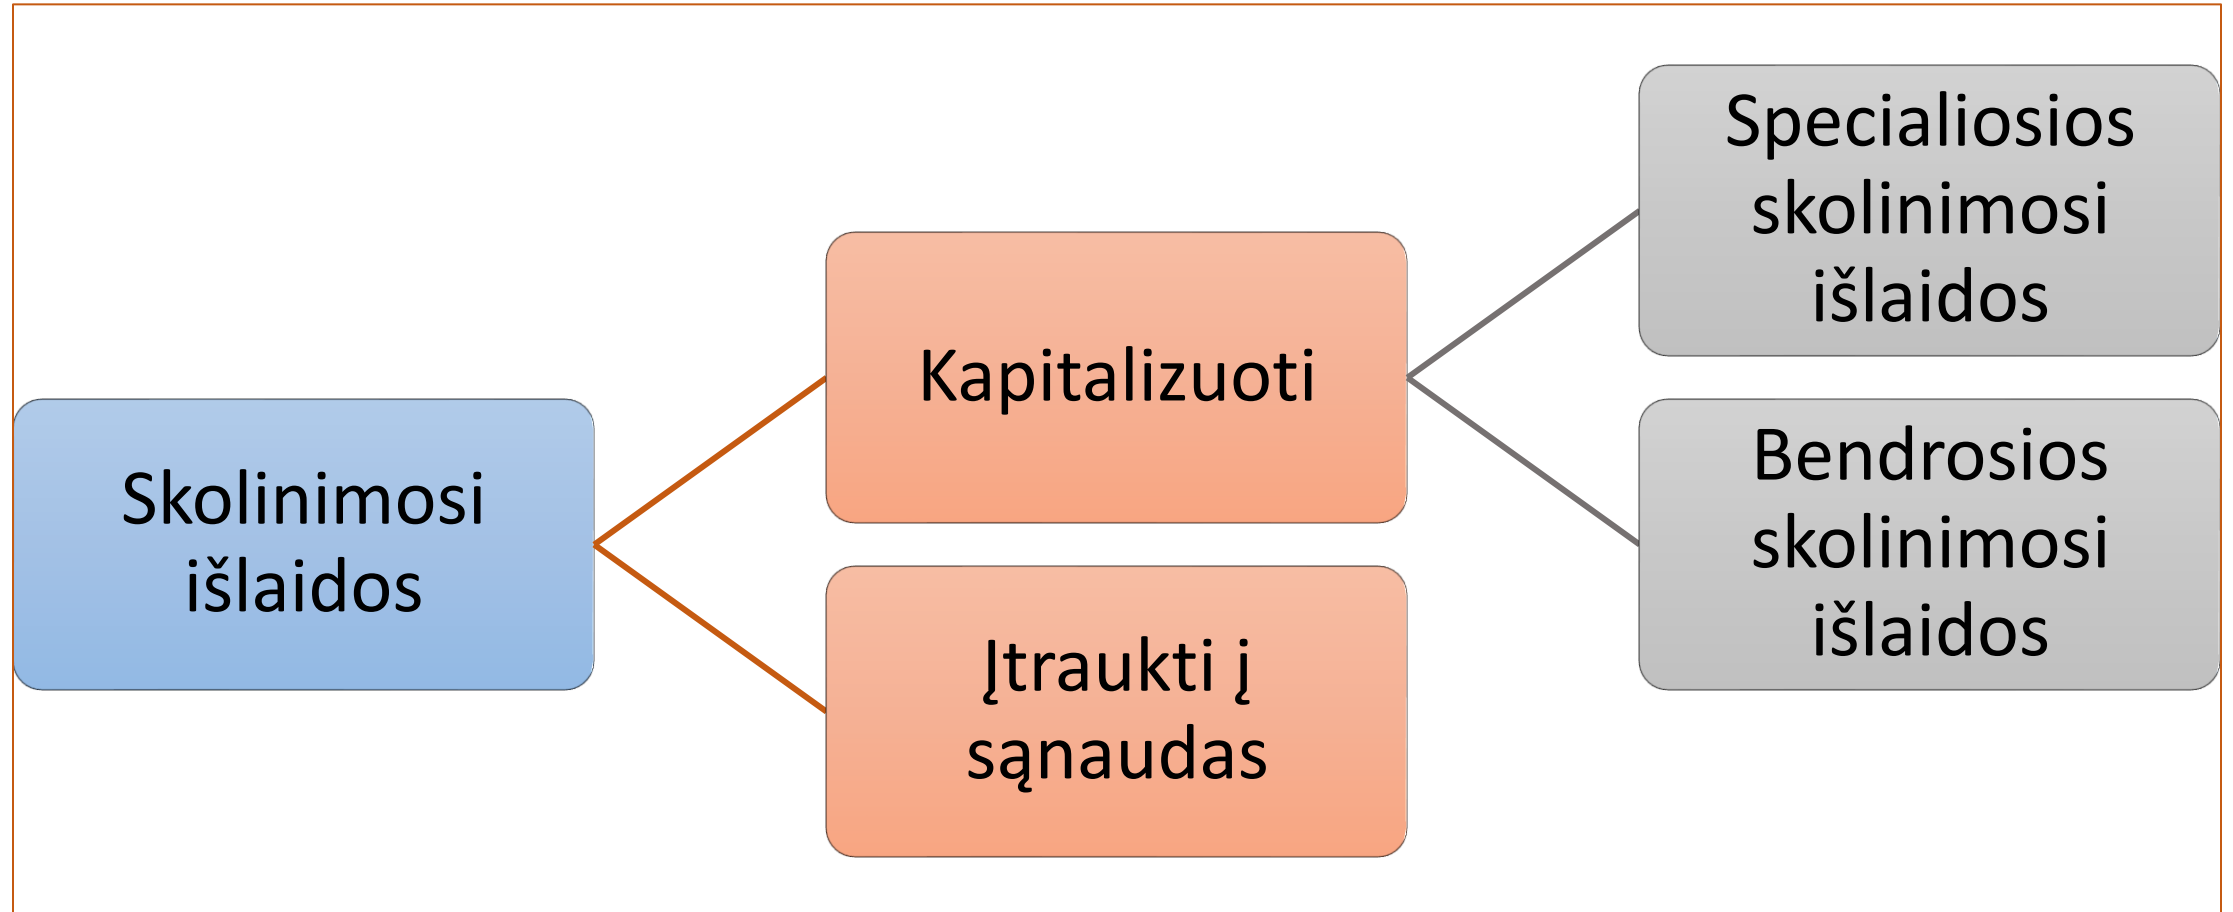 Skolinimosi
išlaidos
Kapitalizuoti
Įtraukti į
sąnaudas
Specialiosios
skolinimosi
išlaidos
Bendrosios
skolinimosi
išlaidos